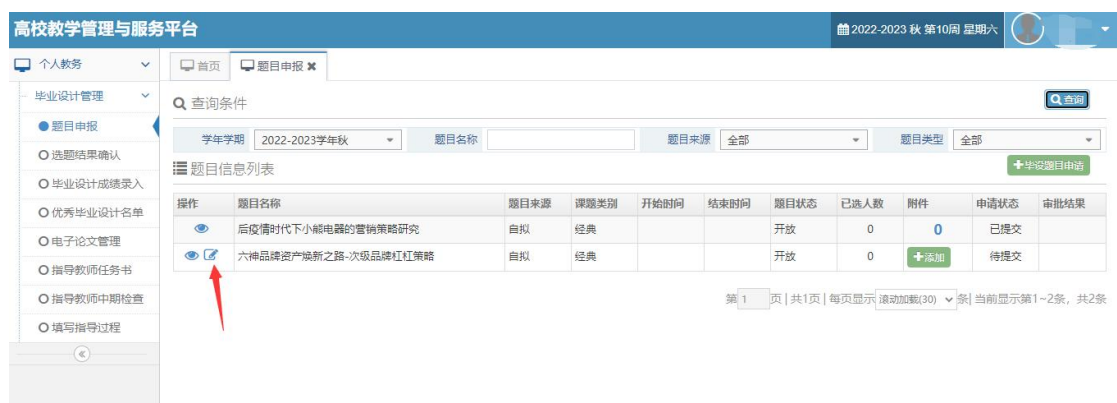 高校教学管理与服务平台
2022-2023 秋 第10周 星期六
个人教务
首页 题目申报
毕业设计管理
查询条件 查询
题目申报
学年学期 2022-2023学年秋 题目名称 题目来源 全部 题目类型 全部
选题结果确认
题目信息列表 毕设题目申请
毕业设计成绩录入
操作 题目名称 题目来源 课题类别 开始时间 结束时间 题目状态 已选人数 附件 申请状态 审批结果
优秀毕业设计名单
后疫情时代下小熊电器的营销策略研究 自拟 经典 开放 0 0 已提交
电子论文管理
六神品牌资产焕新之路-次级品牌杠杠策略 自拟 经典 开放 0 添加 待提交
指导教师任务书
指导教师中期检查
第 1 页 | 共1页 | 每页显示 滚动加载(30) 条| 当前显示第1~2条，共2条
填写指导过程